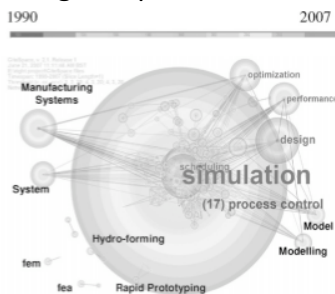 1990 2007
optimization
Manufacturing
Systems
performance
design
scheduling
simulation
System
(17) process control
Model
Hydro-forming
Modelling
fem
fea Rapid Prototyping